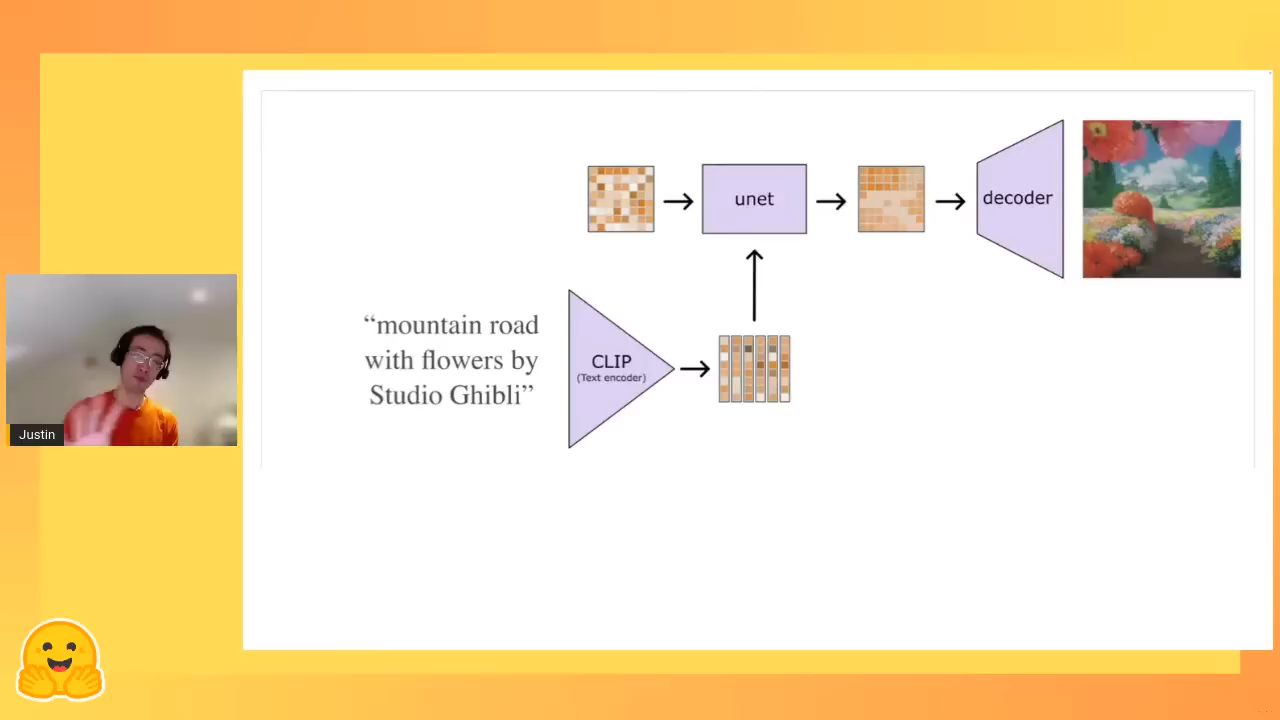 unet
decoder
“mountain road
with flowers by
Studio Ghibli”
CLIP
(Text encoder)
Justin